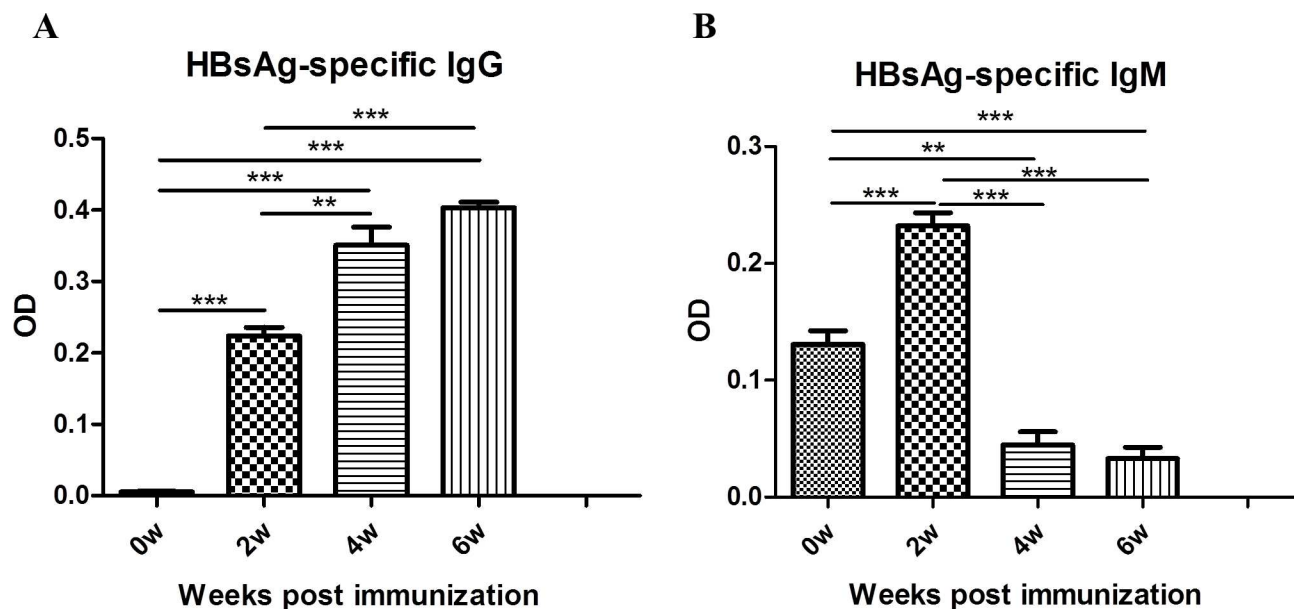 A
HBsAg-specific IgG
***
0.5
***
***
0.4
**
0.3
***
OD
0.2
0.1
0.0
0w
2w
4w
6w
Weeks post immunization
B
HBsAg-specific IgM
***
0.3
**
***
***
***
0.2
OD
0.1
0.0
0w
2w
4w
6w
Weeks post immunization